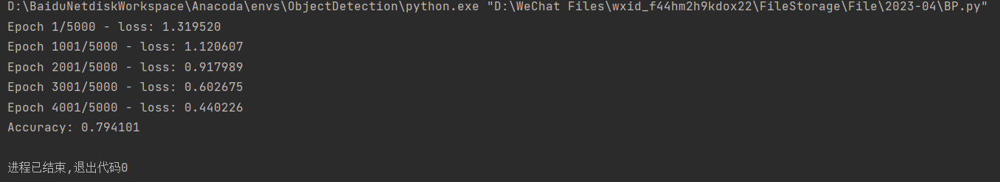 D:\BaiduNetdiskWorkspace\Anacoda\envs\ObjectDetection\python.exe "D:\WeChat Files\wxid_f44hm2h9kdox22\FileStorage\File\2023-04\BP.py"
Epoch 1/5000 - loss: 1.319520
Epoch 1001/5000 - loss: 1.120607
Epoch 2001/5000 - loss: 0.917989
Epoch 3001/5000 - loss: 0.602675
Epoch 4001/5000 - loss: 0.440226
Accuracy: 0.794101
进程已结束,退出代码0